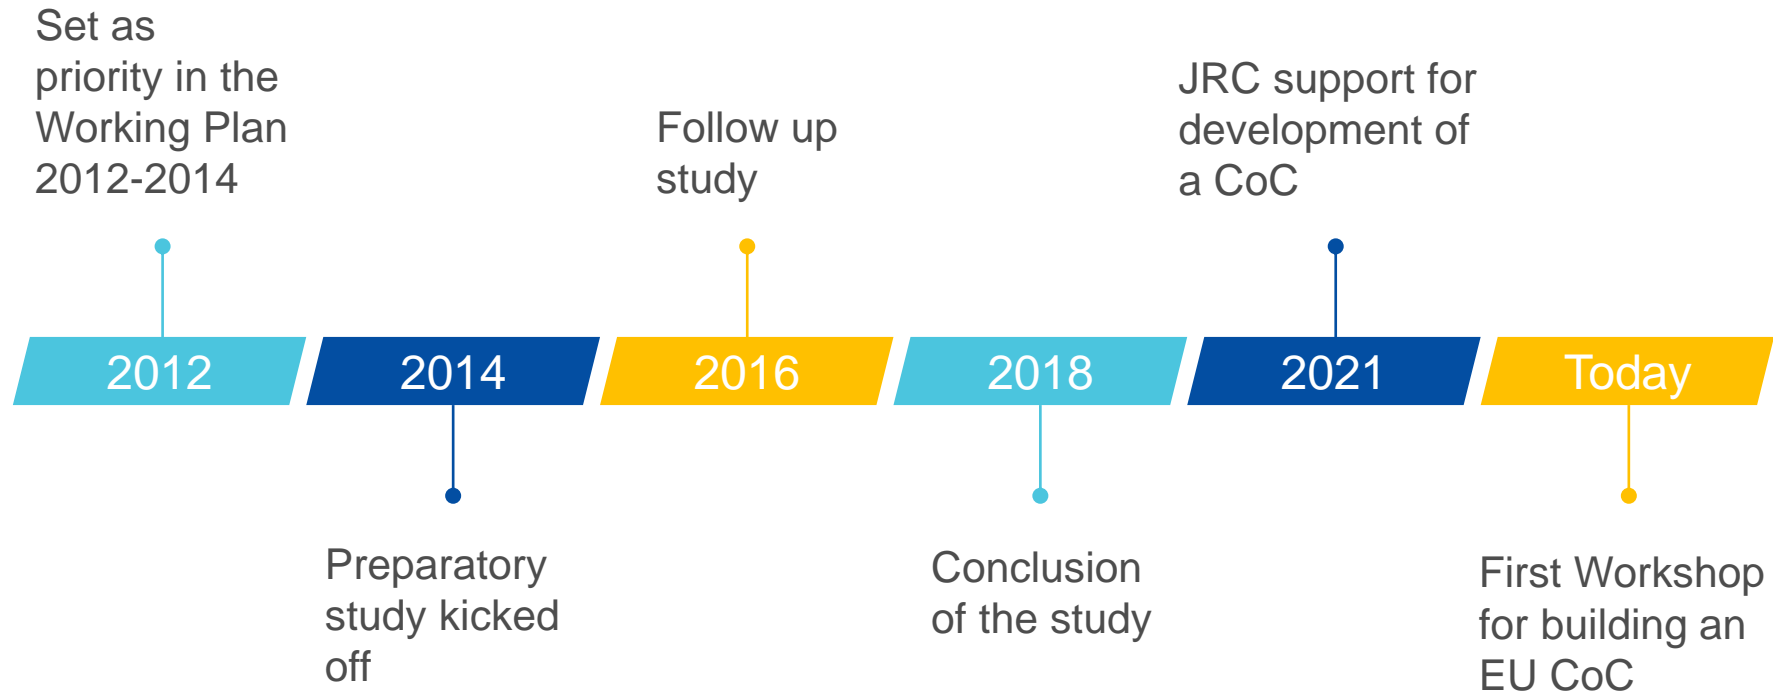 Set as
priority in the
Working Plan
2012-2014
Follow up
study
JRC support for
development of
a CoC
2012
2014
2016
2018
2021
Today
Preparatory
study kicked
off
Conclusion
of the study
First Workshop
for building an
EU CoC